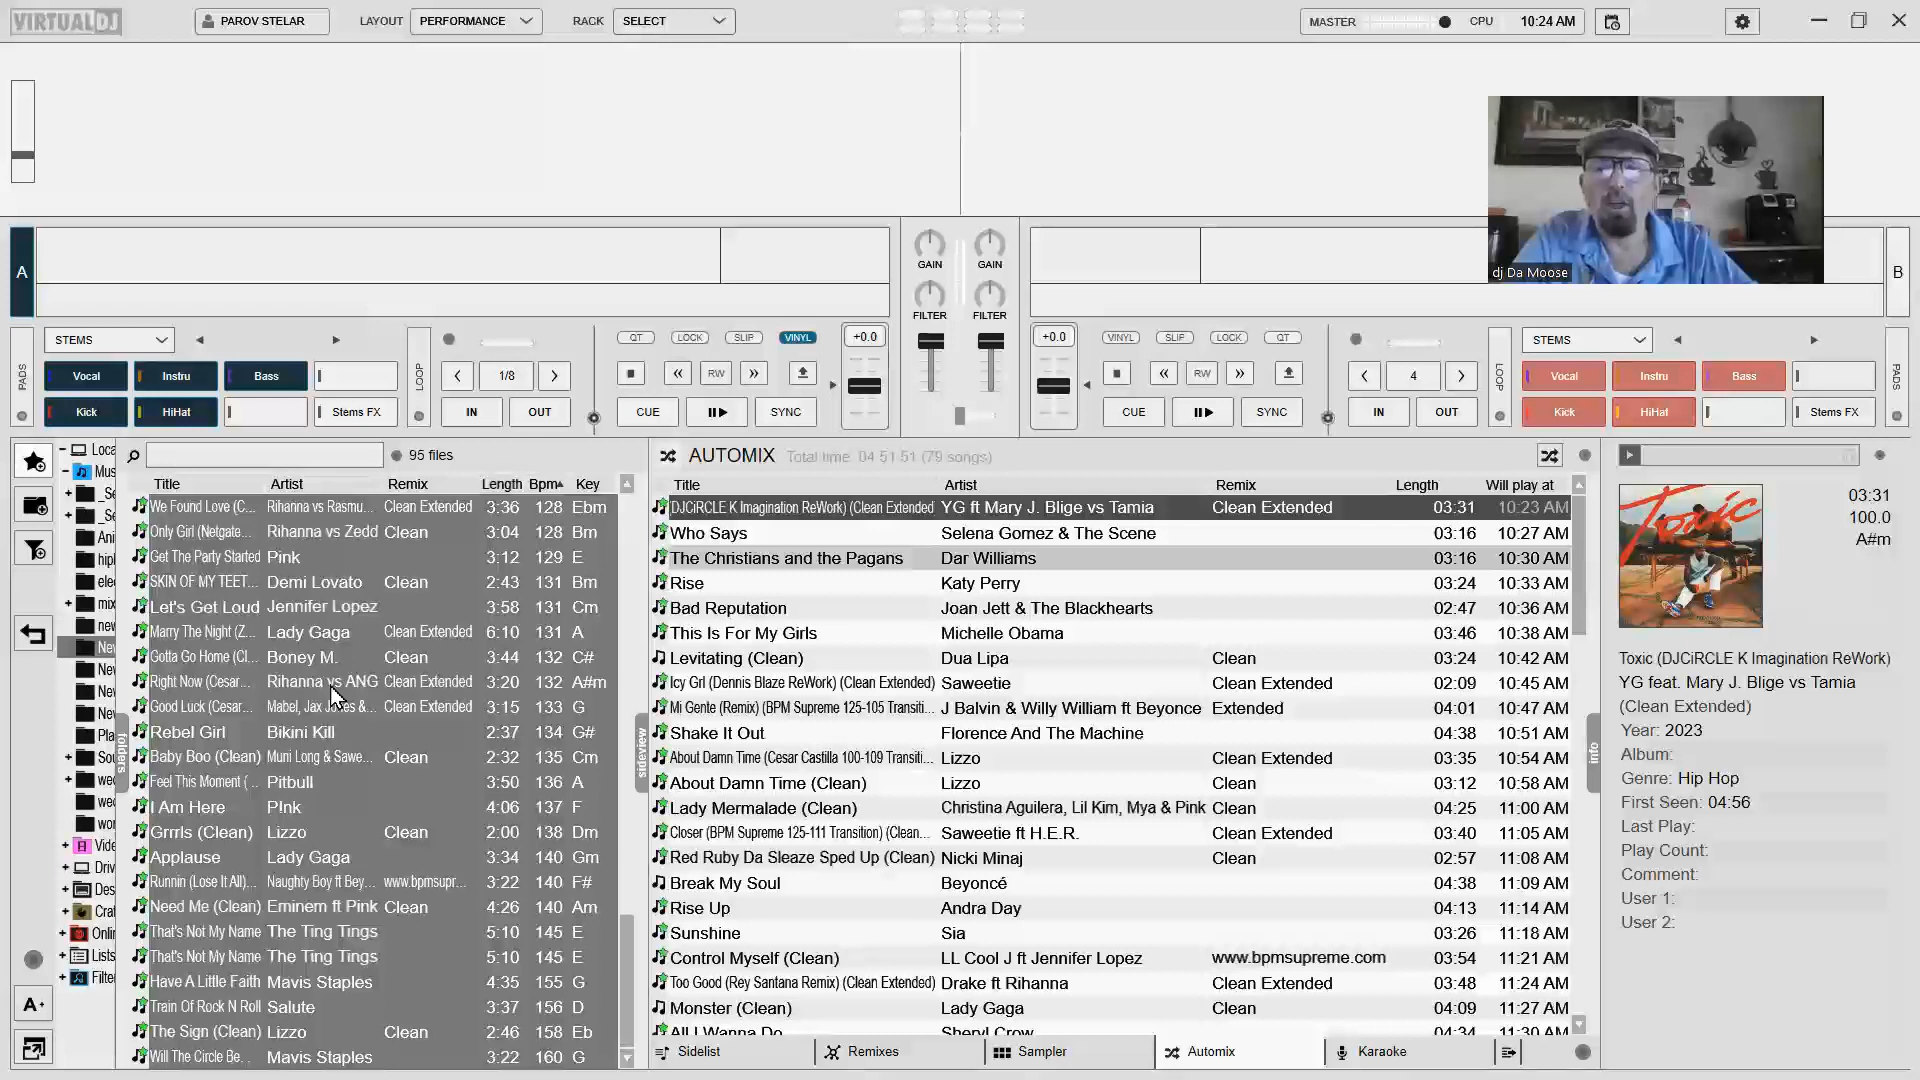 VIRTUALDJ
PAROV STELAR
LAYOUT PERFORMANCE
RACK SELECT
MASTER CPU 10:24 AM
dj Da Moose
A
GAIN GAIN
FILTER FILTER
B
PADS STEMS LOOP QT LOCK SLIP VINYL +0.0
+0.0 VINYL SLIP LOCK QT LOOP STEMS PADS
Vocal Instru Bass 1/8 RW
RW 4 Vocal Instru Bass
Kick HiHat Stems FX IN OUT CUE SYNC
CUE SYNC IN OUT Kick HiHat Stems FX
95 files
Title Artist Remix Length Bpm Key
We Found Love (C... Rihanna vs Rasmu... Clean Extended 3:36 128 Ebm
Only Girl (Netgate... Rihanna vs Zedd Clean 3:04 128 Bm
Get The Party Started Pink 3:12 129 E
SKIN OF MY TEET... Demi Lovato Clean 2:43 131 Bm
Let's Get Loud Jennifer Lopez 3:58 131 Cm
Marry The Night (Z... Lady Gaga Clean Extended 6:10 131 A
Gotta Go Home (Cl... Boney M. Clean 3:44 132 C#
Right Now (Cesar... Rihanna vs ANG Clean Extended 3:20 132 A#m
Good Luck (Cesar... Mabel, Jax Jones &... Clean Extended 3:15 133 G
Rebel Girl Bikini Kill 2:37 134 G#
Baby Boo (Clean) Muni Long & Sawe... Clean 2:32 135 Cm
Feel This Moment (... Pitbull 3:50 136 A
I Am Here P!nk 4:06 137 F
Grrrls (Clean) Lizzo Clean 2:00 138 Dm
Applause Lady Gaga 3:34 140 Gm
Runnin (Lose It All)... Naughty Boy ft Bey... www.bpmsupr... 3:22 140 F#
Need Me (Clean) Eminem ft Pink Clean 4:26 140 Am
That's Not My Name The Ting Tings 5:10 145 E
That's Not My Name The Ting Tings 5:10 145 E
Have A Little Faith Mavis Staples 4:35 155 G
Train Of Rock N Roll Salute 3:37 156 D
The Sign (Clean) Lizzo Clean 2:46 158 Eb
Will The Circle Be... Mavis Staples 3:22 160 G
folders
sideview
AUTOMIX Total time 04 51 51 (79 songs)
Title Artist Remix Length Will play at
DJCiRCLE K Imagination ReWork) (Clean Extended YG ft Mary J. Blige vs Tamia Clean Extended 03:31 10:23 AM
Who Says Selena Gomez & The Scene 03:16 10:27 AM
The Christians and the Pagans Dar Williams 03:16 10:30 AM
Rise Katy Perry 03:24 10:33 AM
Bad Reputation Joan Jett & The Blackhearts 02:47 10:36 AM
This Is For My Girls Michelle Obama 03:46 10:38 AM
Levitating (Clean) Dua Lipa Clean 03:24 10:42 AM
Icy Grl (Dennis Blaze ReWork) (Clean Extended) Saweetie Clean Extended 02:09 10:45 AM
Mi Gente (Remix) (BPM Supreme 125-105 Transiti... J Balvin & Willy William ft Beyonce Extended 04:01 10:47 AM
Shake It Out Florence And The Machine 04:38 10:51 AM
About Damn Time (Cesar Castilla 100-109 Transiti... Lizzo Clean Extended 03:35 10:54 AM
About Damn Time (Clean) Lizzo Clean 03:12 10:58 AM
Lady Mermalade (Clean) Christina Aguilera, Lil Kim, Mya & Pink Clean 04:25 11:00 AM
Closer (BPM Supreme 125-111 Transition) (Clean... Saweetie ft H.E.R. Clean Extended 03:40 11:05 AM
Red Ruby Da Sleaze Sped Up (Clean) Nicki Minaj Clean 02:57 11:08 AM
Break My Soul Beyoncé 04:38 11:09 AM
Rise Up Andra Day 04:13 11:14 AM
Sunshine Sia 03:26 11:18 AM
Control Myself (Clean) LL Cool J ft Jennifer Lopez www.bpmsupreme.com 03:54 11:21 AM
Too Good (Rey Santana Remix) (Clean Extended) Drake ft Rihanna Clean Extended 03:48 11:24 AM
Monster (Clean) Lady Gaga Clean 04:09 11:27 AM
All I Wanna Do Sheryl Crow 04:34 11:30 AM
Sidelist Remixes Sampler Automix Karaoke
info
Toxic
03:31
100.0
A#m
Toxic (DJCiRCLE K Imagination ReWork)
YG feat. Mary J. Blige vs Tamia
(Clean Extended)
Year: 2023
Album:
Genre: Hip Hop
First Seen: 04:56
Last Play:
Play Count:
Comment:
User 1:
User 2: